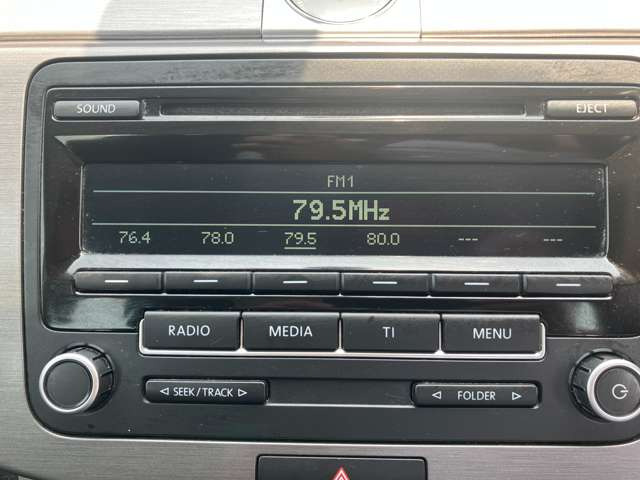 SOUND EJECT
FM1
79.5MHz
76.4 78.0 79.5 80.0 --- ---
RADIO MEDIA TI MENU
◁ SEEK/TRACK ▷ ◁ FOLDER ▷